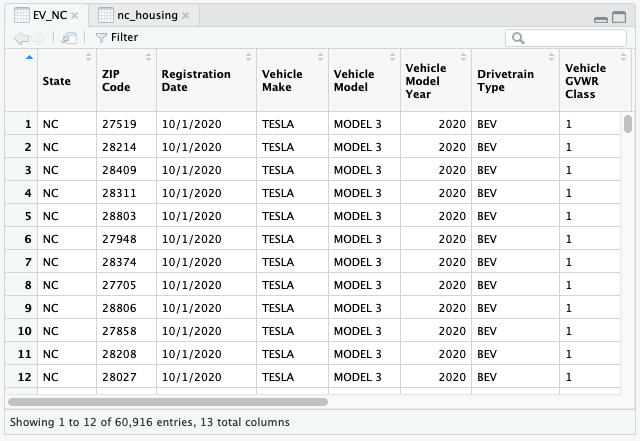 EV_NC nc_housing
Filter
State ZIP Code Registration Date Vehicle Make Vehicle Model Vehicle Model Year Drivetrain Type Vehicle GVWR Class
1 NC 27519 10/1/2020 TESLA MODEL 3 2020 BEV 1
2 NC 28214 10/1/2020 TESLA MODEL 3 2020 BEV 1
3 NC 28409 10/1/2020 TESLA MODEL 3 2020 BEV 1
4 NC 28311 10/1/2020 TESLA MODEL 3 2020 BEV 1
5 NC 28803 10/1/2020 TESLA MODEL 3 2020 BEV 1
6 NC 27948 10/1/2020 TESLA MODEL 3 2020 BEV 1
7 NC 28374 10/1/2020 TESLA MODEL 3 2020 BEV 1
8 NC 27705 10/1/2020 TESLA MODEL 3 2020 BEV 1
9 NC 28806 10/1/2020 TESLA MODEL 3 2020 BEV 1
10 NC 27858 10/1/2020 TESLA MODEL 3 2020 BEV 1
11 NC 28208 10/1/2020 TESLA MODEL 3 2020 BEV 1
12 NC 28027 10/1/2020 TESLA MODEL 3 2020 BEV 1
Showing 1 to 12 of 60,916 entries, 13 total columns